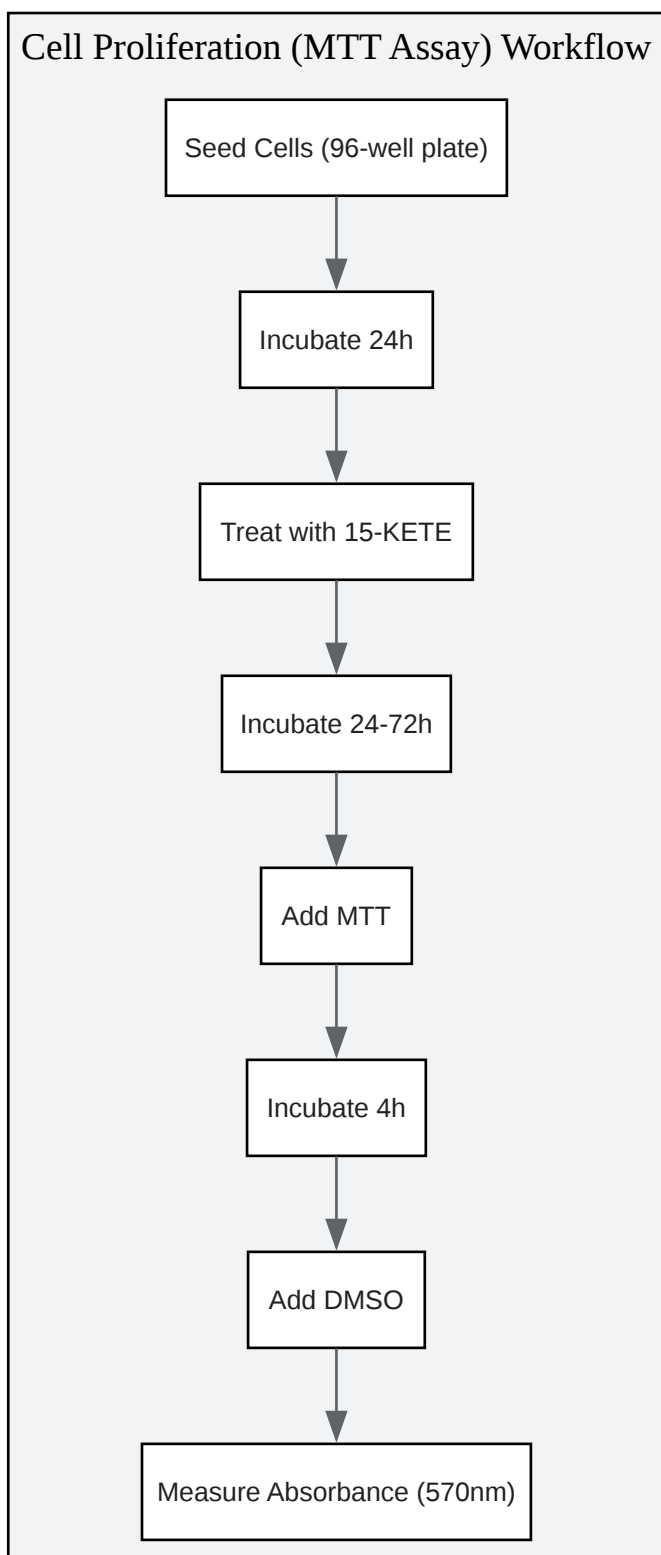 Cell Proliferation (MTT Assay) Workflow
Seed Cells (96-well plate)
Incubate 24h
Treat with 15-KETE
Incubate 24-72h
Add MTT
Incubate 4h
Add DMSO
Measure Absorbance (570nm)